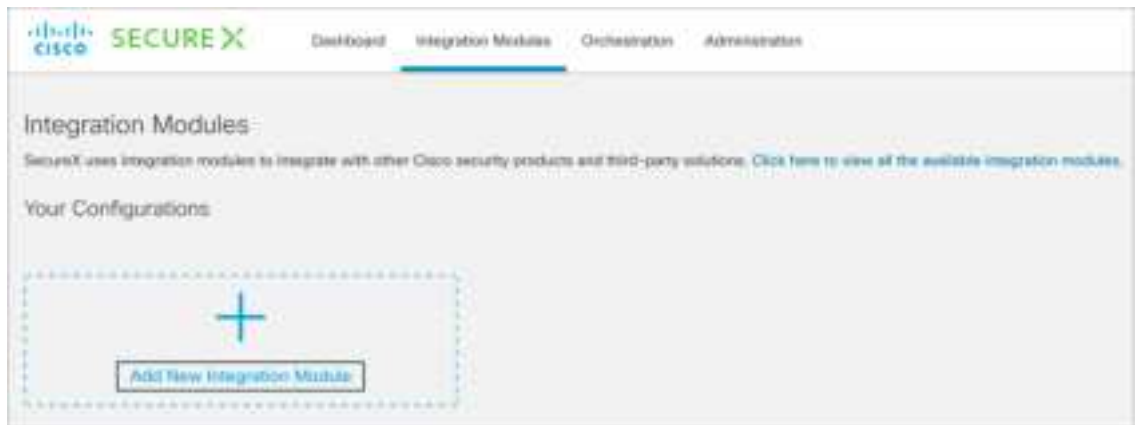 CISCO SECURE X Dashboard Integration Modules Orchestration Administration
Integration Modules
SecureX uses integration modules to integrate with other Cisco security products and third-party solutions. Click here to view all the available integration modules.
Your Configurations
Add New Integration Module